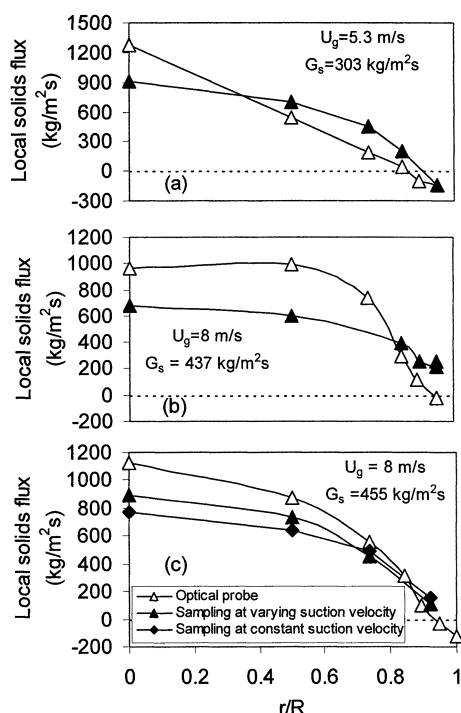 1500
1200
900
600
300
0
-300
Local solids flux
(kg/m²s)
Ug=5.3 m/s
Gs=303 kg/m²s
(a)
1200
1000
800
600
400
200
0
-200
Local solids flux
(kg/m²s)
Ug=8 m/s
Gs = 437 kg/m²s
(b)
1200
1000
800
600
400
200
0
-200
Local solids flux
(kg/m²s)
(c)
Ug = 8 m/s
Gs = 455 kg/m²s
Optical probe
Sampling at varying suction velocity
Sampling at constant suction velocity
0 0.2 0.4 0.6 0.8 1
r/R